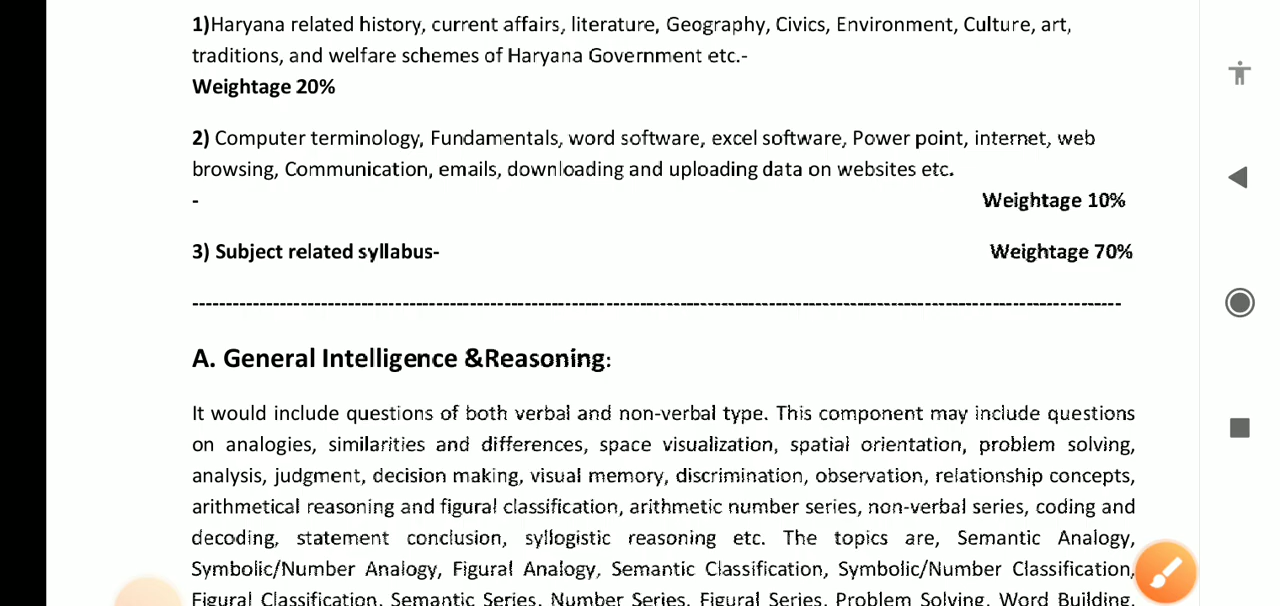 1)Haryana related history, current affairs, literature, Geography, Civics, Environment, Culture, art,
traditions, and welfare schemes of Haryana Government etc.-
Weightage 20%
2) Computer terminology, Fundamentals, word software, excel software, Power point, internet, web
browsing, Communication, emails, downloading and uploading data on websites etc.
- Weightage 10%
3) Subject related syllabus- Weightage 70%
--------------------------------------------------------------------------------------------------------------------------------------------
A. General Intelligence &Reasoning:
It would include questions of both verbal and non-verbal type. This component may include questions
on analogies, similarities and differences, space visualization, spatial orientation, problem solving,
analysis, judgment, decision making, visual memory, discrimination, observation, relationship concepts,
arithmetical reasoning and figural classification, arithmetic number series, non-verbal series, coding and
decoding, statement conclusion, syllogistic reasoning etc. The topics are, Semantic Analogy,
Symbolic/Number Analogy, Figural Analogy, Semantic Classification, Symbolic/Number Classification,
Figural Classification, Semantic Series, Number Series, Figural Series, Problem Solving, Word Building,